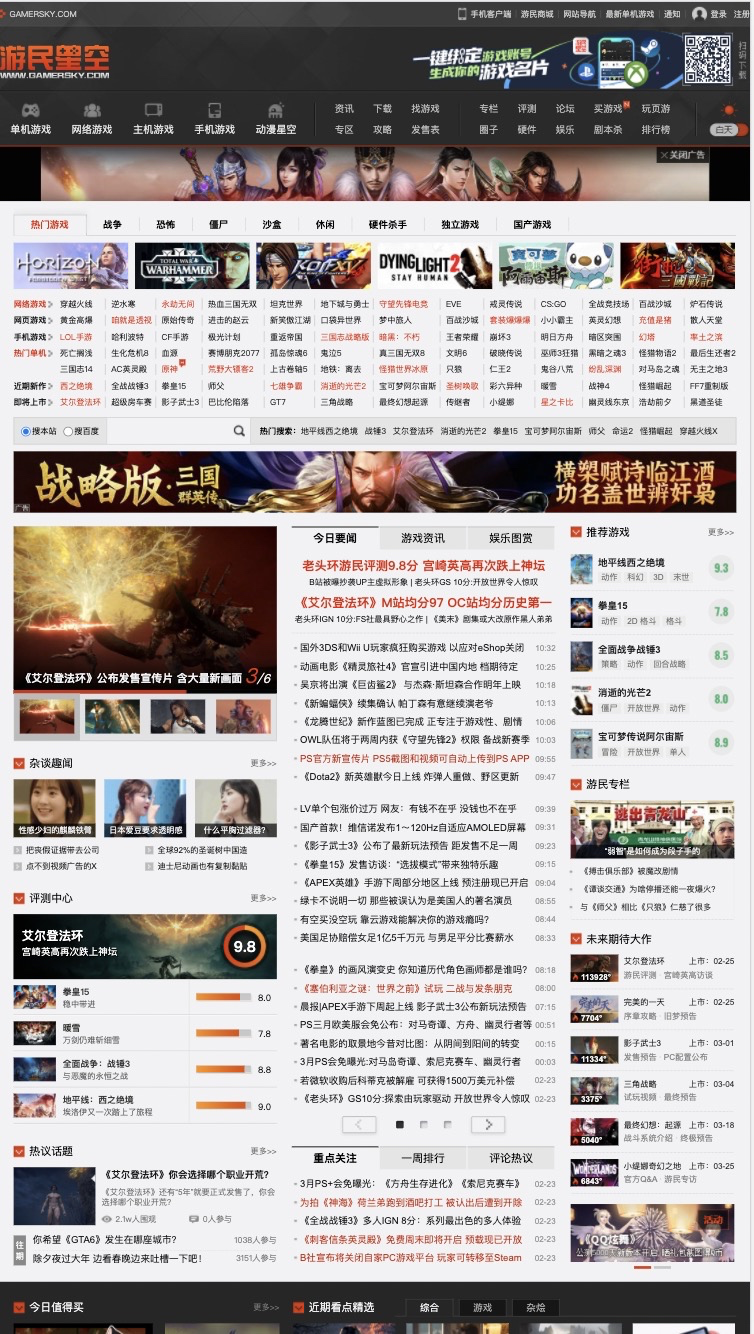 GAMERSKY.COM
手机客户端 游民商城 网站导航 最新单机游戏 通知 登录 注册
游民星空
WWW.GAMERSKY.COM
一键绑定游戏账号
生成你的游戏名片
扫码下载
单机游戏 网络游戏 主机游戏 手机游戏 动漫星空
资讯 下载 找游戏 专栏 评测 论坛 买游戏 玩页游
专区 攻略 发售表 圈子 硬件 娱乐 剧本杀 排行榜
白天
关闭广告
热门游戏 战争 恐怖 僵尸 沙盒 休闲 硬件杀手 独立游戏 国产游戏
HORIZON
TOTAL WAR WARHAMMER
DYING LIGHT 2
STAY HUMAN
网络游戏 穿越火线 逆水寒 永劫无间 热血三国无双 坦克世界 地下城与勇士 守望先锋电竞 EVE 戒灵传说 CS:GO 全战竞技场 百战沙城 炉石传说
网页游戏 黄金高爆 咱就是透视 原始传奇 进击的赵云 新笑傲江湖 口袋异世界 梦中旅人 百战沙城 套装爆爆爆 小小霸主 英灵幻想 充值是猪 散人天堂
手机游戏 LOL手游 哈利波特 CF手游 极光计划 重返帝国 三国志战略版 暗黑：不朽 王者荣耀 崩坏3 明日方舟 暗区突围 幻塔 率土之滨
热门单机 死亡搁浅 生化危机8 血源 赛博朋克2077 孤岛惊魂6 鬼泣5 真三国无双8 文明6 破晓传说 巫师3狂猎 黑暗之魂3 怪猎物语2 最后生还者2
三国志14 AC英灵殿 原神 荒野大镖客2 上古卷轴5 地铁：离去 怪猎世界冰原 只狼 仁王2 鬼谷八荒 纷乱深渊 对马岛之魂 无主之地3
近期新作 西之绝境 全战战锤3 拳皇15 师父 七雄争霸 消逝的光芒2 宝可梦阿尔宙斯 圣树唤歌 彩六异种 暖雪 战神4 怪猎崛起 FF7重制版
即将上市 艾尔登法环 超级房车赛 影子武士3 巴比伦陷落 GT7 三角战略 最终幻想起源 传继者 小缇娜 星之卡比 幽灵线东京 浩劫前夕 黑道圣徒
搜本站 搜百度 热门搜索： 地平线西之绝境 战锤3 艾尔登法环 消逝的光芒2 拳皇15 宝可梦阿尔宙斯 师父 命运2 怪猎崛起 穿越火线X
战略版·三国 群英传
横槊赋诗临江酒
功名盖世辨奸枭
广告
《艾尔登法环》公布发售宣传片 含大量新画面 3/6
杂谈趣闻 更多>>
性感少妇的麒麟铁臂 日本爱豆要求透明感 什么平胸过滤器?
把丧假证据带去公司 全球92%的圣诞树中国造
点不到视频广告的X 迪士尼动画也有复制黏贴
评测中心 更多>>
艾尔登法环
宫崎英高再次跌上神坛
9.8
拳皇15
稳中带进
8.0
暖雪
万剑仍难斩细雪
7.8
全面战争：战锤3
与恶魔的永恒之战
8.8
地平线：西之绝境
埃洛伊又一次踏上了旅程
9.0
热议话题 更多>>
《艾尔登法环》你会选择哪个职业开荒?
《艾尔登法环》还有“5年”就要正式发售了，你会选择哪个职业开荒?
2.1w人围观 0人参与
往期
你希望《GTA6》发生在哪座城市? 1038人参与
除夕夜过大年 边看春晚边来吐槽一下吧! 3151人参与
今日要闻 游戏资讯 娱乐图赏
老头环游民评测9.8分 宫崎英高再次跌上神坛
B站被曝抄袭UP主虚拟形象 | 老头环GS 10分:开放世界令人惊叹
《艾尔登法环》M站均分97 OC站均分历史第一
老头环IGN 10分:FS社最具野心之作 | 《美末》剧集或大改原作黑人弟弟
国外3DS和Wii U玩家疯狂购买游戏 以应对eShop关闭 10:32
动画电影《精灵旅社4》官宣引进中国内地 档期待定 10:25
吴京将出演《巨齿鲨2》 与杰森·斯坦森合作明年上映 10:18
《新蝙蝠侠》续集确认 帕丁森有意继续演老爷 10:13
《龙腾世纪》新作蓝图已完成 正专注于游戏性、剧情 10:06
OWL队伍将于两周内获《守望先锋2》权限 备战新赛季 10:03
PS官方新宣传片 PS5截图和视频可自动上传到PS APP 09:55
《Dota2》新英雄獸今日上线 炸弹人重做、野区更新 09:47
LV单个包涨价过万 网友：有钱不在乎 没钱也不在乎 09:39
国产首款！维信诺发布1～120Hz自适应AMOLED屏幕 09:31
《影子武士3》公布了最新玩法预告 距发售不足一周 09:23
《拳皇15》发售访谈：“选拔模式”带来独特乐趣 09:15
《APEX英雄》手游下周部分地区上线 预注册现已开启 09:04
绿卡不说明一切 那些被误认为是美国人的著名演员 08:55
有空买没空玩 靠云游戏能解决你的游戏瘾吗? 08:44
美国足协赔偿女足1亿5千万元 与男足平分比赛薪水 08:33
《拳皇》的画风演变史 你知道历代角色画师都是谁吗? 08:18
《塞伯利亚之谜：世界之前》试玩 二战与发条朋克 08:00
晨报|APEX手游下周起上线 影子武士3公布新玩法预告 07:15
PS三月欧美服会免公布：对马奇谭、方舟、幽灵行者等 00:51
著名电影的取景地今昔对比图：从阴间到阳间的转变 00:15
3月PS会免曝光:对马岛奇谭、索尼克赛车、幽灵行者 00:03
若微软收购后科蒂克被解雇 可获得1500万美元补偿 02-23
《老头环》GS10分:探索由玩家驱动 开放世界令人惊叹 02-23
重点关注 一周排行 评论热议
3月PS+会免曝光：《方舟生存进化》《索尼克赛车》 02-23
为拍《神海》荷兰弟跑到酒吧打工 被认出后遭到开除 02-23
《全战战锤3》多人IGN 8分：系列最出色的多人体验 02-23
《刺客信条英灵殿》免费周末即将开启 预载现已开放 02-23
B社宣布将关闭自家PC游戏平台 玩家可转移至Steam 02-23
推荐游戏 更多>>
地平线西之绝境
动作 科幻 3D 末世
9.3
拳皇15
动作 2D 格斗 格斗
7.8
全面战争战锤3
策略 动作 回合战略
8.5
消逝的光芒2
僵尸 开放世界 动作
8.0
宝可梦传说阿尔宙斯
冒险 开放世界 单人
8.9
游民专栏
逃出青龙山
“弱智”是如何成为段子手的
《搏击俱乐部》被魔改剧情
《谭谈交通》为啥停播还能一夜爆火?
与《师父》相比《只狼》仁慈了很多
未来期待大作
艾尔登法环 上市：02-25
游民评测 · 宫崎英高访谈
113928°
完美的一天 上市：02-25
序章攻略 · 旧梦预告
7704°
影子武士3 上市：03-01
发售预告 · PC配置公布
11334°
三角战略 上市：03-04
试玩视频 · 最终预告
3375°
最终幻想：起源 上市：03-18
战斗系统介绍 · 终极预告
5040°
小缇娜奇幻之地 上市：03-25
官方Q&A · 游民专访
6843°
WONDERLANDS
活动
《QQ炫舞》
今日值得买 更多>>
近期看点精选 综合 游戏 杂烩